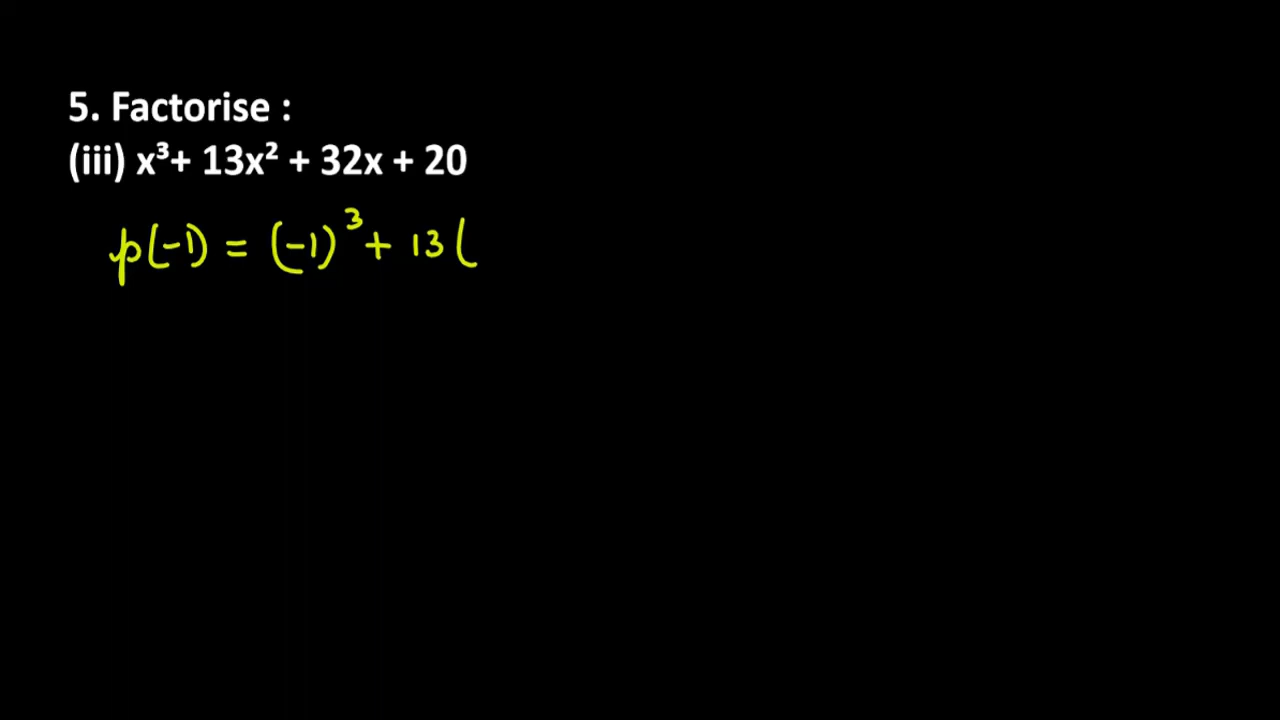 5. Factorise :
(iii) x³+ 13x² + 32x + 20
p(-1) = (-1)³ + 13(